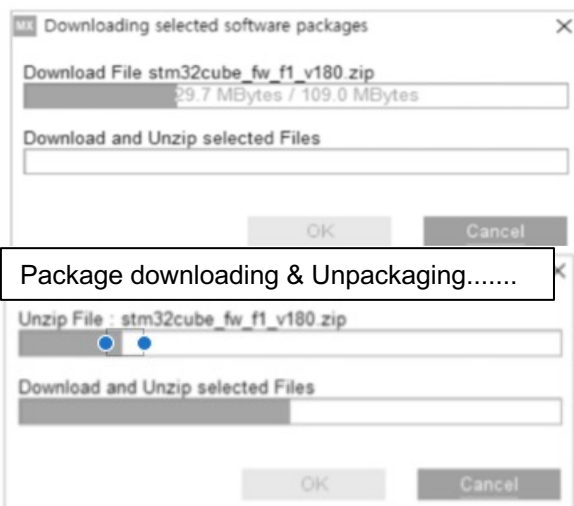 MX Downloading selected software packages
Download File stm32cube_fw_f1_v180.zip
29.7 MBytes / 109.0 MBytes
Download and Unzip selected Files
OK Cancel
Package downloading & Unpackaging.......
Unzip File : stm32cube_fw_f1_v180.zip
Download and Unzip selected Files
OK Cancel